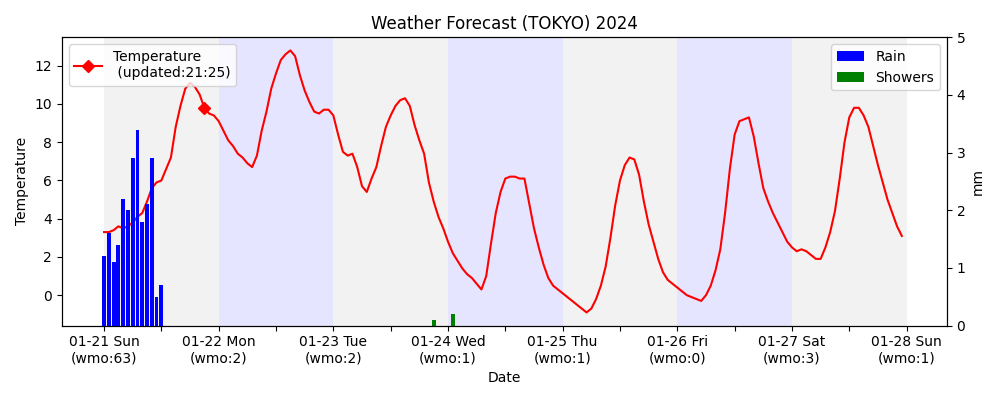 Weather Forecast (TOKYO) 2024
Temperature
(updated:21:25)
Rain
Showers
Temperature
12
10
8
6
4
2
0
5
4
3
2
1
0
mm
01-21 Sun 01-22 Mon 01-23 Tue 01-24 Wed 01-25 Thu 01-26 Fri 01-27 Sat 01-28 Sun
(wmo:63) (wmo:2) (wmo:2) (wmo:1) (wmo:1) (wmo:0) (wmo:3) (wmo:1)
Date